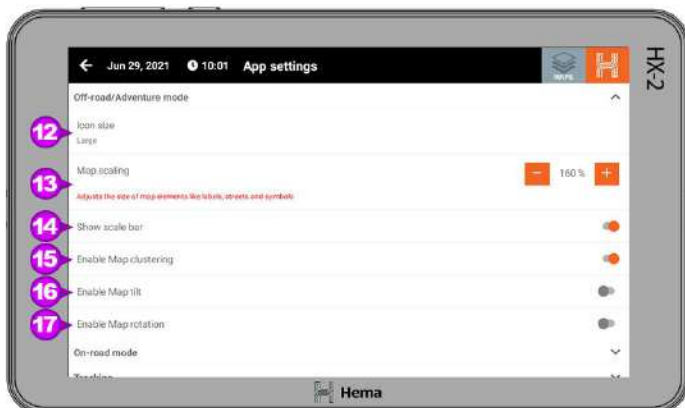 HX-2
Jun 29, 2021 10:01 App settings
MAPS
Off-road/Adventure mode
12 Icon size
Large
13 Map scaling
160 %
Adjusts the size of map elements like labels, streets and symbols
14 Show scale bar
15 Enable Map clustering
16 Enable Map tilt
17 Enable Map rotation
On-road mode
Tracking
Hema